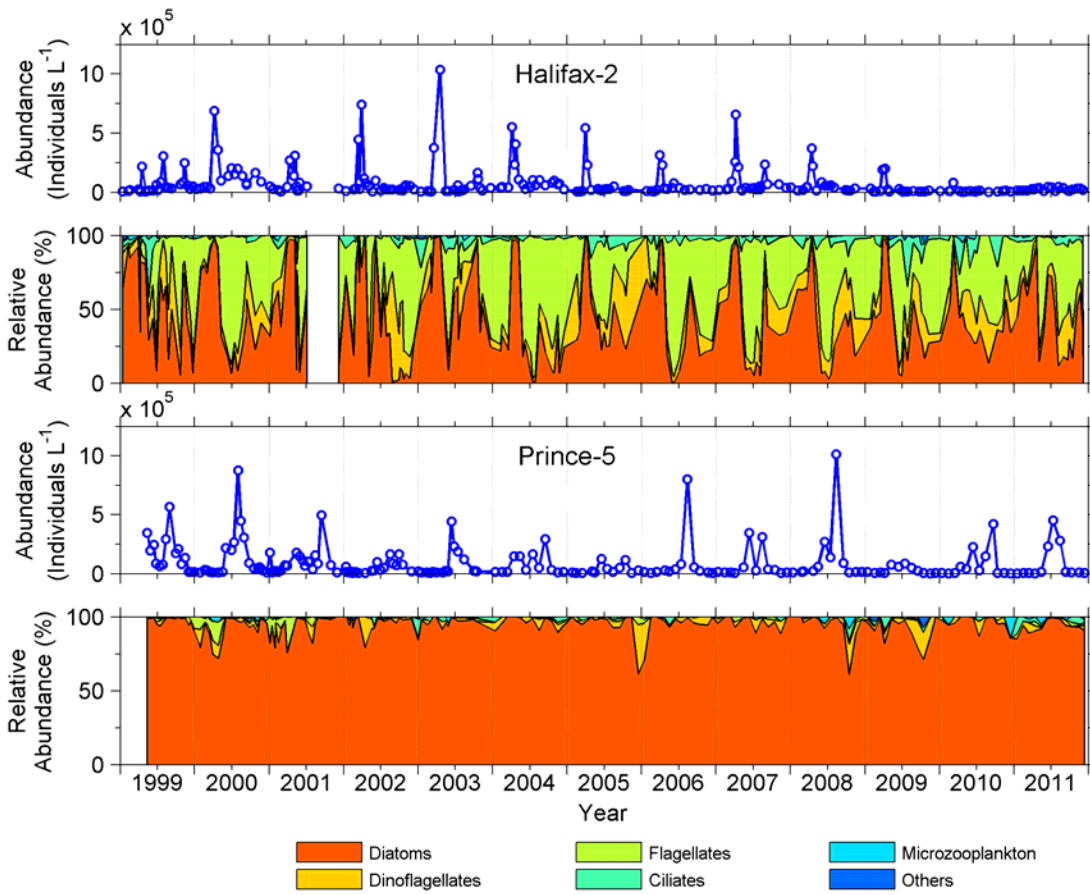 x 10^5
Abundance
(Individuals L^-1)
10
5
0
Halifax-2
Relative
Abundance (%)
100
50
0
x 10^5
Abundance
(Individuals L^-1)
10
5
0
Prince-5
Relative
Abundance (%)
100
50
0
1999 2000 2001 2002 2003 2004 2005 2006 2007 2008 2009 2010 2011
Year
Diatoms Flagellates Microzooplankton
Dinoflagellates Ciliates Others